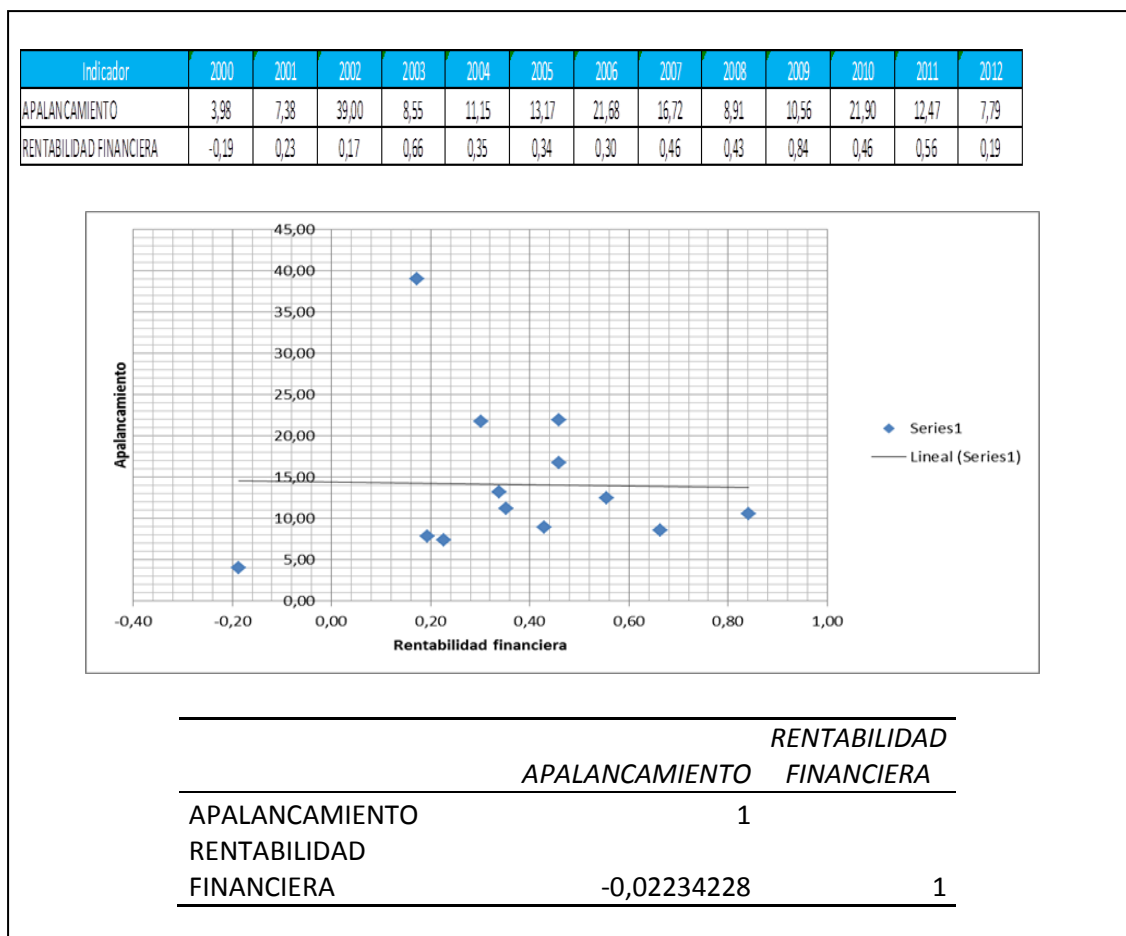 Indicador 2000 2001 2002 2003 2004 2005 2006 2007 2008 2009 2010 2011 2012
APALANCAMIENTO 3,98 7,38 39,00 8,55 11,15 13,17 21,68 16,72 8,91 10,56 21,90 12,47 7,79
RENTABILIDAD FINANCIERA -0,19 0,23 0,17 0,66 0,35 0,34 0,30 0,46 0,43 0,84 0,46 0,56 0,19
45,00
40,00
35,00
30,00
25,00
20,00
15,00
10,00
5,00
0,00
Apalancamiento
-0,40 -0,20 0,00 0,20 0,40 0,60 0,80 1,00
Rentabilidad financiera
Series1
Lineal (Series1)
RENTABILIDAD
APALANCAMIENTO FINANCIERA
APALANCAMIENTO 1
RENTABILIDAD
FINANCIERA -0,02234228 1